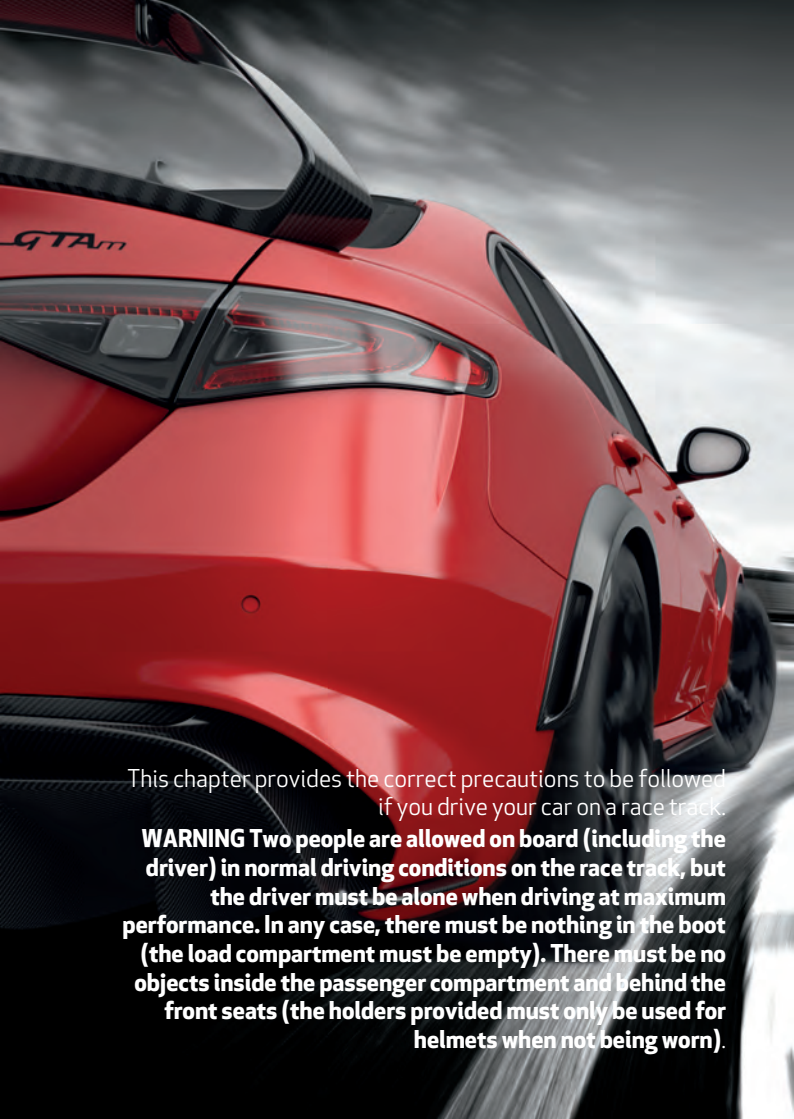 GTAm
This chapter provides the correct precautions to be followed
if you drive your car on a race track.
WARNING Two people are allowed on board (including the
driver) in normal driving conditions on the race track, but
the driver must be alone when driving at maximum
performance. In any case, there must be nothing in the boot
(the load compartment must be empty). There must be no
objects inside the passenger compartment and behind the
front seats (the holders provided must only be used for
helmets when not being worn).